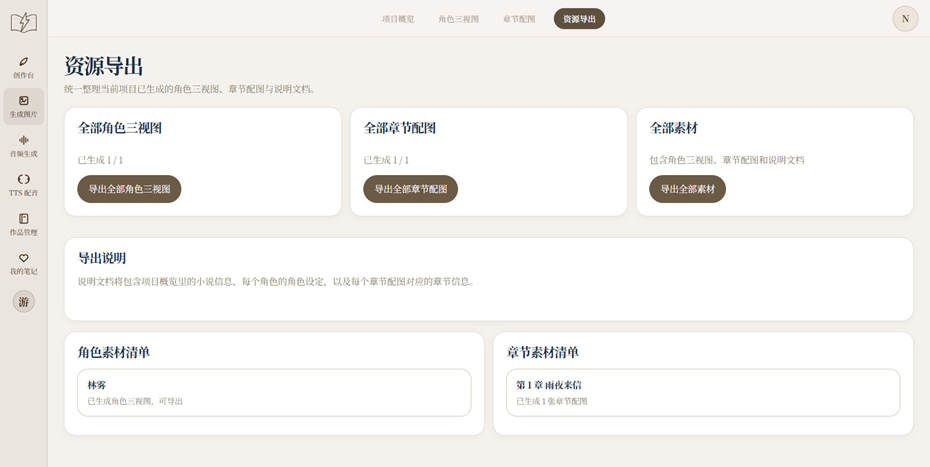 项目概览
角色三视图
章节配图
资源导出
N
创作台
生成图片
音频生成
TTS 配音
作品管理
我的笔记
游
资源导出
统一整理当前项目已生成的角色三视图、章节配图与说明文档。
全部角色三视图
已生成 1 / 1
导出全部角色三视图
全部章节配图
已生成 1 / 1
导出全部章节配图
全部素材
包含角色三视图、章节配图和说明文档
导出全部素材
导出说明
说明文档将包含项目概览里的小说信息、每个角色的角色设定，以及每个章节配图对应的章节信息。
角色素材清单
林雾
已生成角色三视图，可导出
章节素材清单
第 1 章 雨夜来信
已生成 1 张章节配图